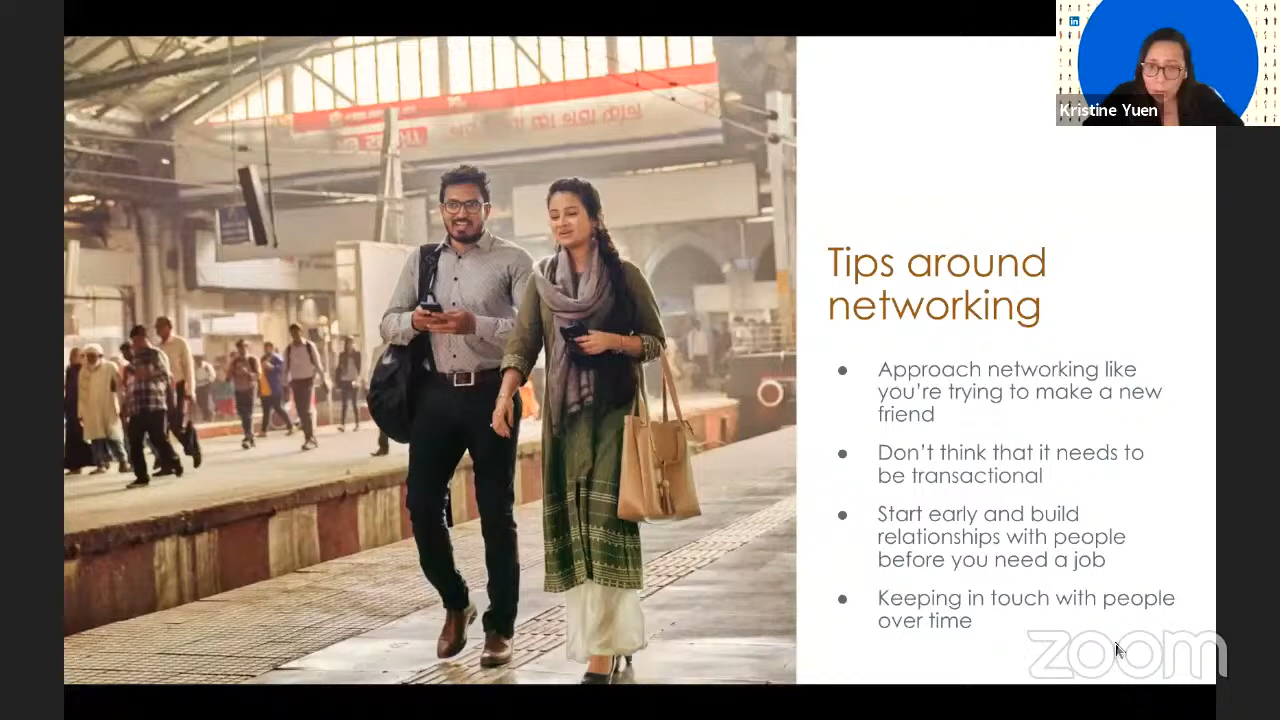 in
Kristine Yuen
Tips around
networking
● Approach networking like
you're trying to make a new
friend
● Don't think that it needs to
be transactional
● Start early and build
relationships with people
before you need a job
● Keeping in touch with people
over time
zoom